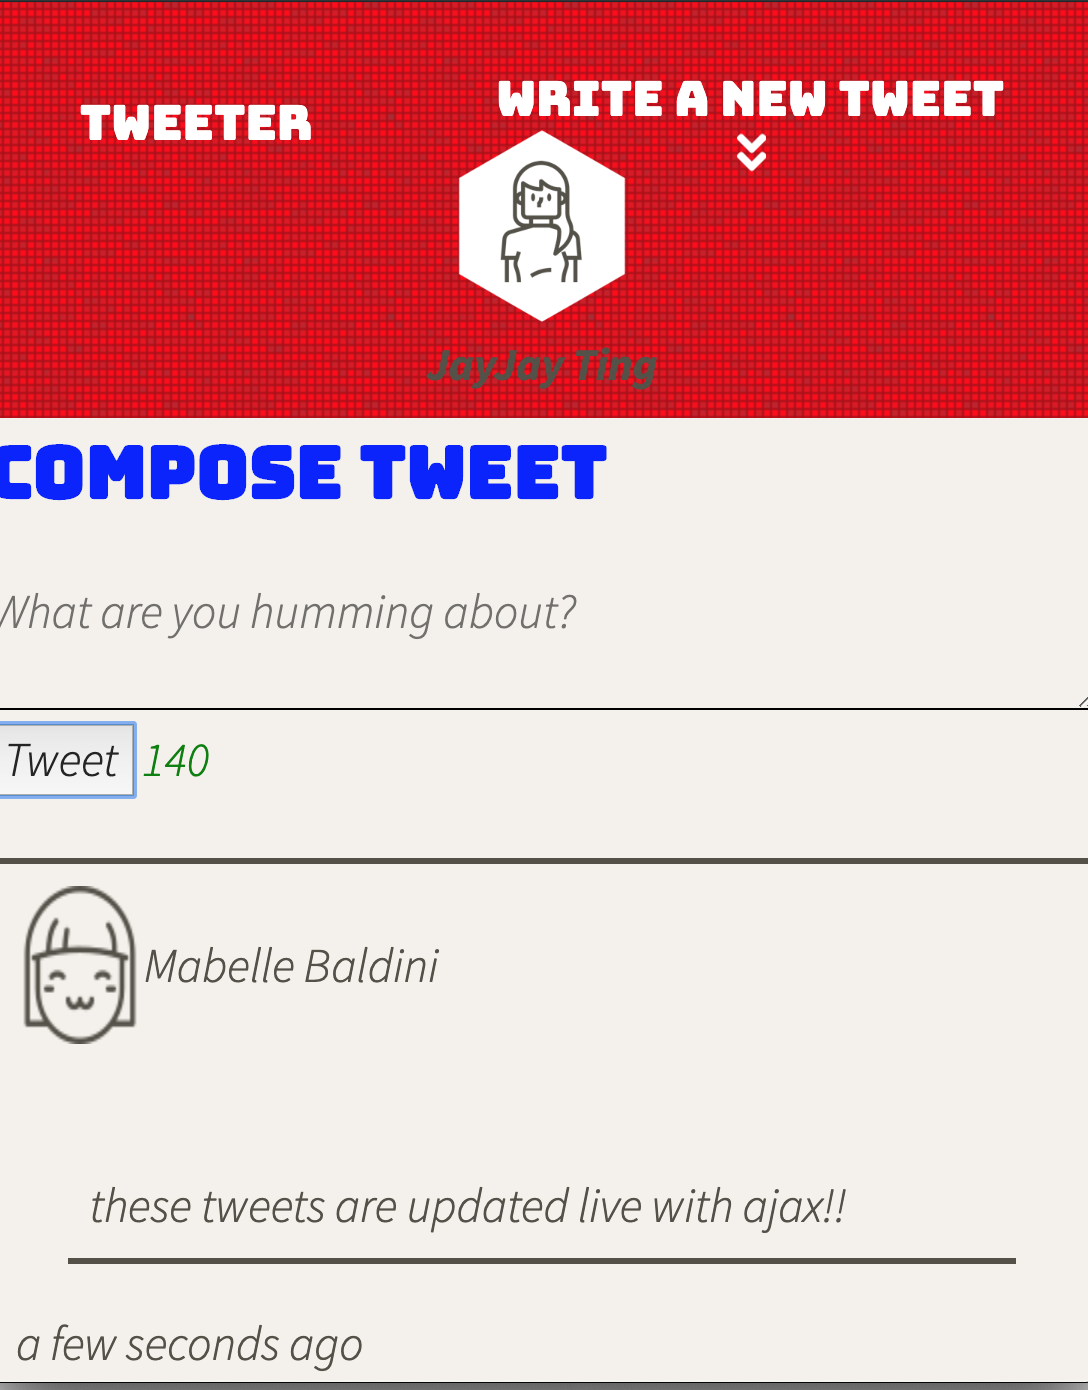 TWEETER
WRITE A NEW TWEET
JayJay Ting
COMPOSE TWEET
What are you humming about?
Tweet 140
Mabelle Baldini
these tweets are updated live with ajax!!
a few seconds ago